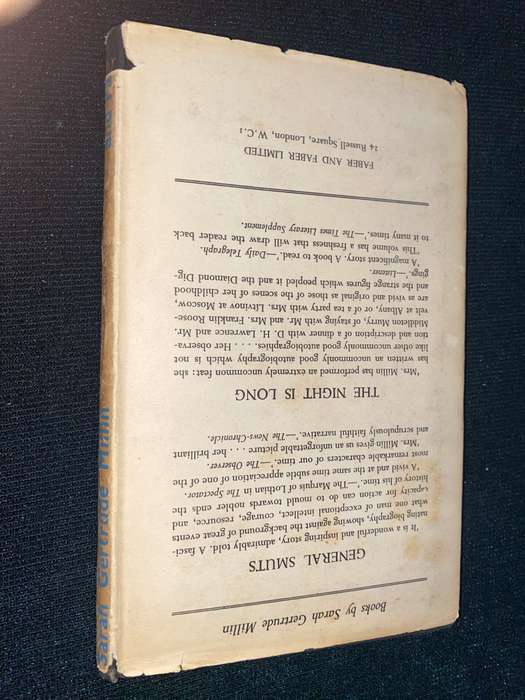 Books by Sarah Gertrude Millin
GENERAL SMUTS
'It is a wonderful and inspiring story, admirably told. A fasci-
nating biography, showing against the background of great events
what one man of exceptional intellect, courage, resource, and
capacity for action can do to mould towards nobler ends the
history of his time.'—The Marquis of Lothian in The Spectator.
'A vivid and at the same time subtle appreciation of one of the
most remarkable characters of our time.'—The Observer.
'Mrs. Millin gives us an unforgettable picture . . . her brilliant
and scrupulously faithful narrative.'—The News-Chronicle.
THE NIGHT IS LONG
'Mrs. Millin has performed an extremely uncommon feat: she
has written an uncommonly good autobiography which is not
like other uncommonly good autobiographies. . . . Her observa-
tion and description of a dinner with D. H. Lawrence and Mr.
Middleton Murry, of staying with Mr. and Mrs. Franklin Roose-
velt at Albany, or of a tea party with Mrs. Litvinov at Moscow,
are as vivid and original as those of the scenes of her childhood
and the strange figures which peopled it and the Diamond Dig-
gings.'—Listener.
'A magnificent story. A book to read.'—Daily Telegraph.
'This volume has a freshness that will draw the reader back
to it many times.'—The Times Literary Supplement.
FABER AND FABER LIMITED
24 Russell Square, London, W.C.1
Sarah Gertrude Millin